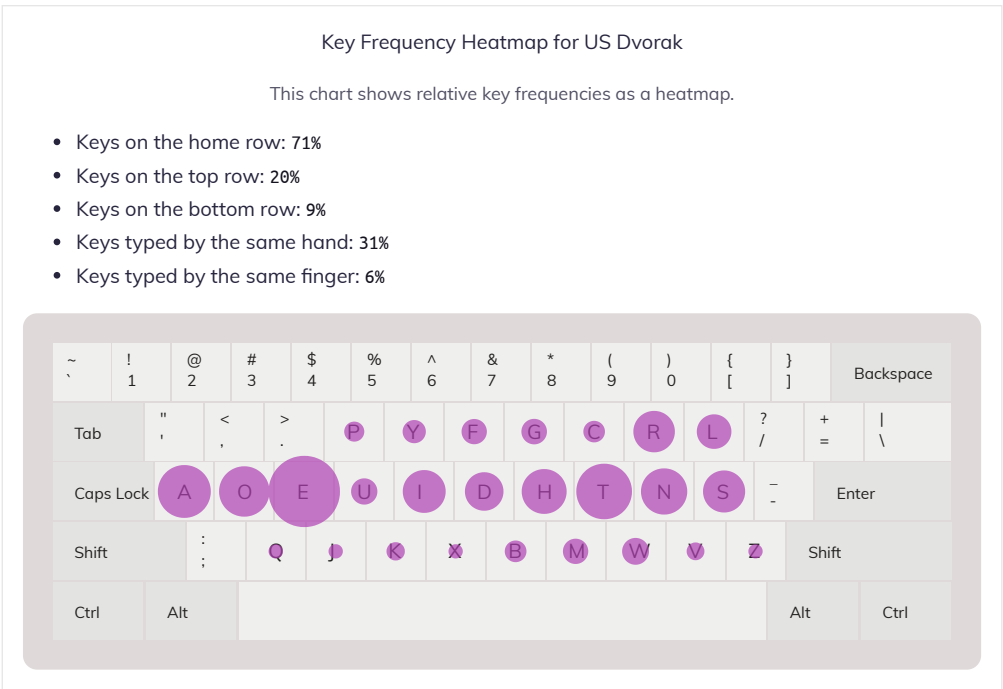 Key Frequency Heatmap for US Dvorak
This chart shows relative key frequencies as a heatmap.
• Keys on the home row: 71%
• Keys on the top row: 20%
• Keys on the bottom row: 9%
• Keys typed by the same hand: 31%
• Keys typed by the same finger: 6%
~ ! @ # $ % ^ & * ( ) { }
` 1 2 3 4 5 6 7 8 9 0 [ ] Backspace
" < > ? + |
Tab ' , . P Y F G C R L / = \
Caps Lock A O E U I D H T N S _ - Enter
Shift : ; Q J K X B M W V Z Shift
Ctrl Alt Alt Ctrl